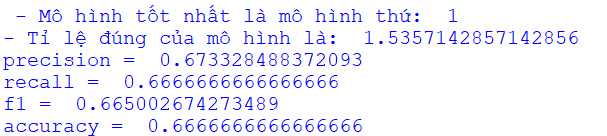 - Mô hình tốt nhất là mô hình thứ: 1
- Tỉ lệ đúng của mô hình là: 1.5357142857142856
precision = 0.673328488372093
recall = 0.6666666666666666
f1 = 0.665002674273489
accuracy = 0.6666666666666666